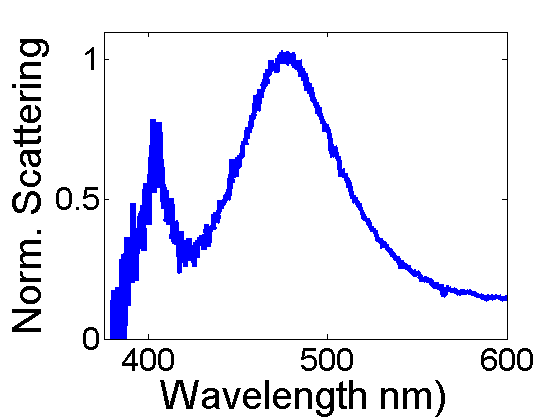 Norm. Scattering
1
0.5
0
400 500 600
Wavelength nm)